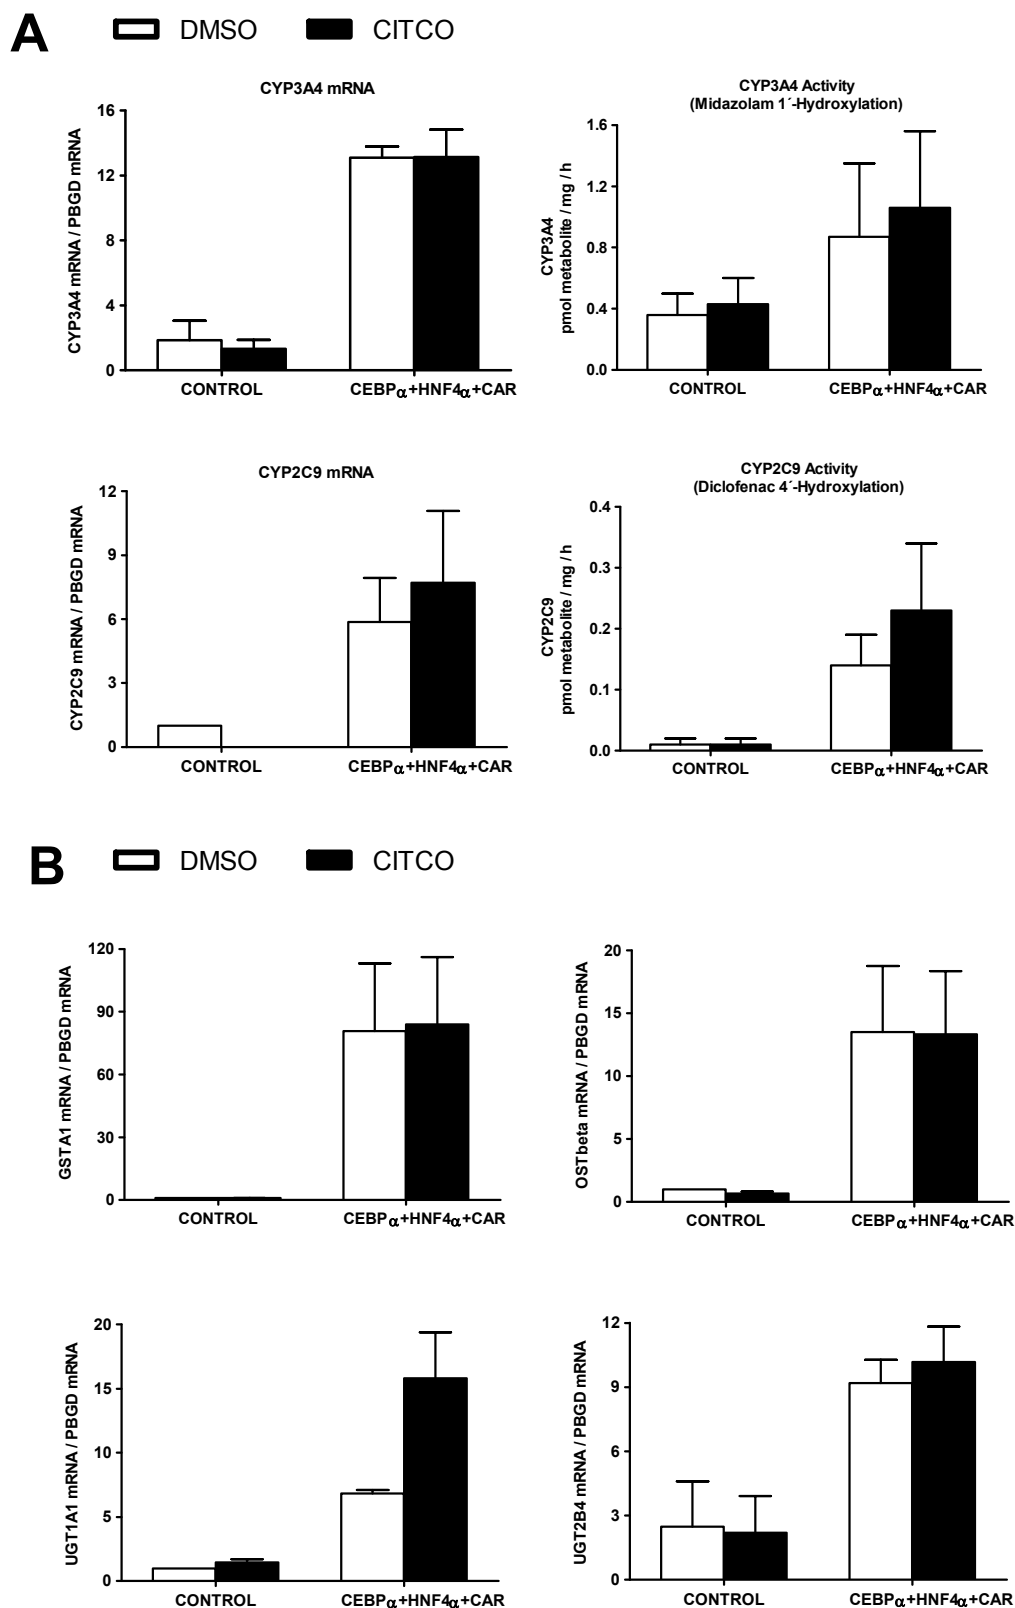 A
DMSO CITCO
CYP3A4 mRNA
CYP3A4 mRNA / PBGD mRNA
16
12
8
4
0
CONTROL CEBPα+HNF4α+CAR
CYP3A4 Activity
(Midazolam 1´-Hydroxylation)
CYP3A4
pmol metabolite / mg / h
1.6
1.2
0.8
0.4
0.0
CONTROL CEBPα+HNF4α+CAR
CYP2C9 mRNA
CYP2C9 mRNA / PBGD mRNA
12
9
6
3
0
CONTROL CEBPα+HNF4α+CAR
CYP2C9 Activity
(Diclofenac 4´-Hydroxylation)
CYP2C9
pmol metabolite / mg / h
0.4
0.3
0.2
0.1
0.0
CONTROL CEBPα+HNF4α+CAR
B
DMSO CITCO
GSTA1 mRNA / PBGD mRNA
120
90
60
30
0
CONTROL CEBPα+HNF4α+CAR
OSTbeta mRNA / PBGD mRNA
20
15
10
5
0
CONTROL CEBPα+HNF4α+CAR
UGT1A1 mRNA / PBGD mRNA
20
15
10
5
0
CONTROL CEBPα+HNF4α+CAR
UGT2B4 mRNA / PBGD mRNA
12
9
6
3
0
CONTROL CEBPα+HNF4α+CAR